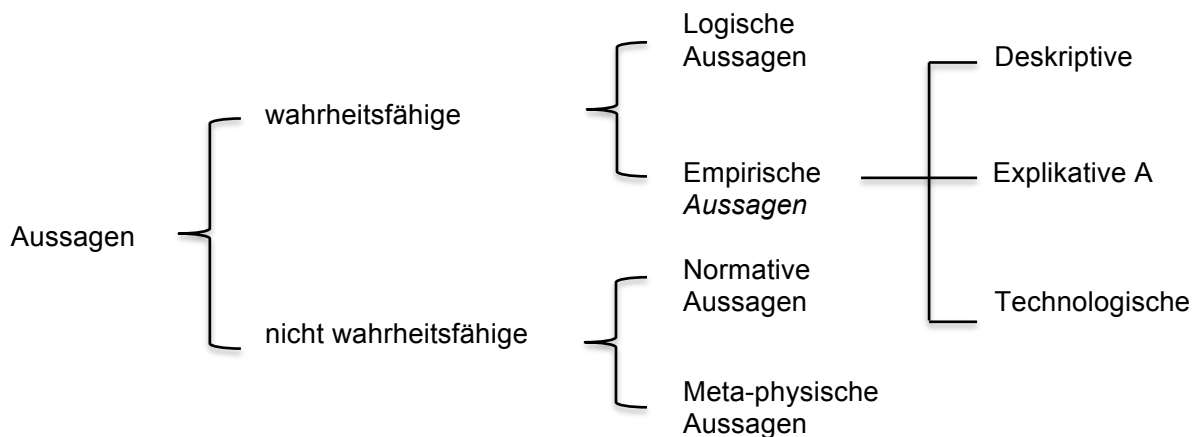 Aussagen
wahrheitsfähige
nicht wahrheitsfähige
Logische
Aussagen
Empirische
Aussagen
Normative
Aussagen
Meta-physische
Aussagen
Deskriptive
Explikative A
Technologische